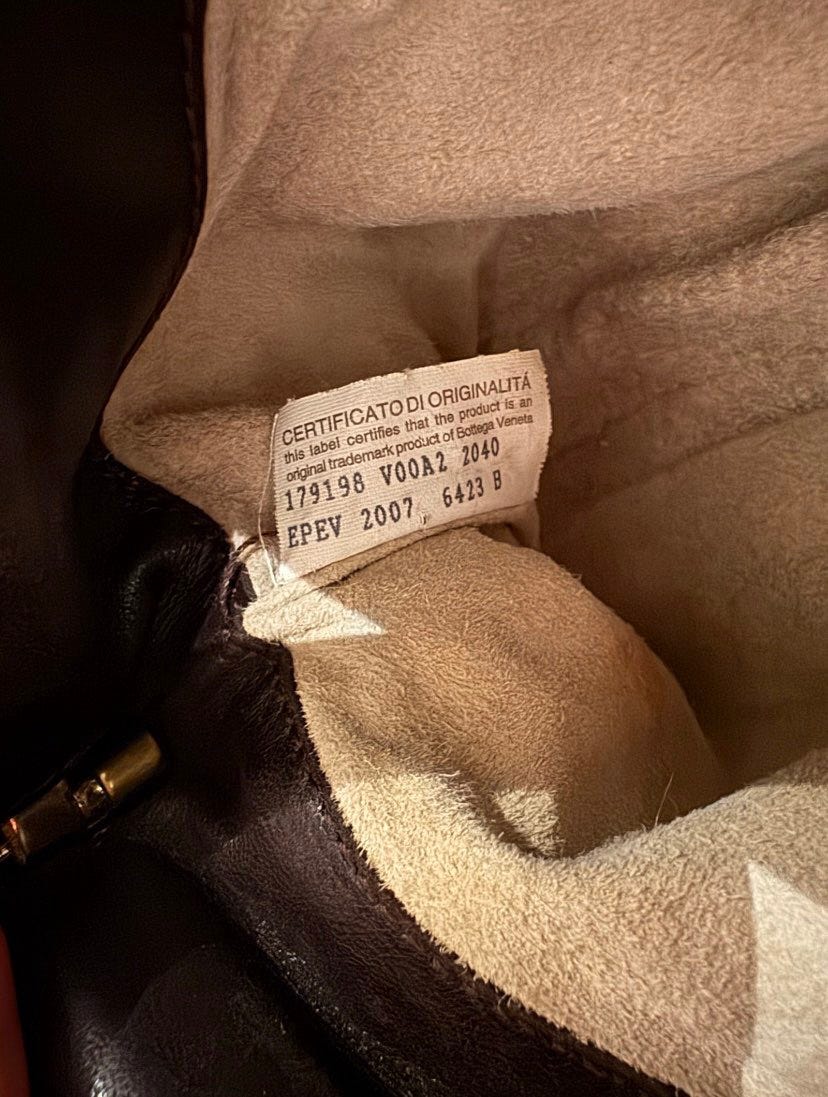 CERTIFICATO DI ORIGINALITÁ
this label certifies that the product is an
original trademark product of Bottega Veneta
179198 V00A2 2040
EPEV 2007 6423 B